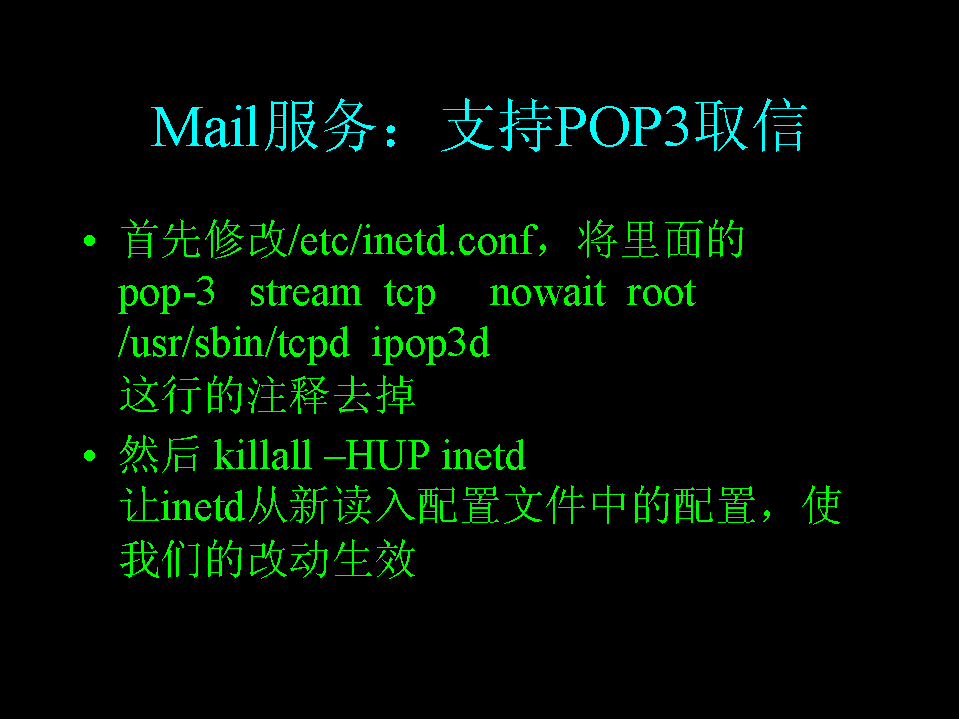 Mail服务：支持POP3取信
• 首先修改/etc/inetd.conf，将里面的
pop-3 stream tcp nowait root
/usr/sbin/tcpd ipop3d
这行的注释去掉
• 然后 killall –HUP inetd
让inetd从新读入配置文件中的配置，使
我们的改动生效